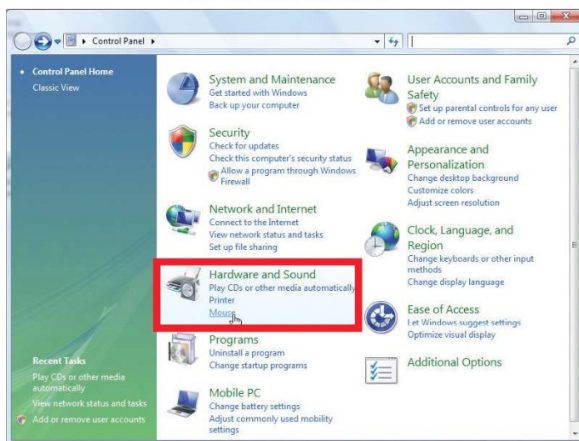 Control Panel
Control Panel Home
Classic View
System and Maintenance
Get started with Windows
Back up your computer
Security
Check for updates
Check this computer's security status
Allow a program through Windows
Firewall
Network and Internet
Connect to the Internet
View network status and tasks
Set up file sharing
Hardware and Sound
Play CDs or other media automatically
Printer
Mouse
Programs
Uninstall a program
Change startup programs
Mobile PC
Change battery settings
Adjust commonly used mobility
settings
User Accounts and Family
Safety
Set up parental controls for any user
Add or remove user accounts
Appearance and
Personalization
Change desktop background
Customize colors
Adjust screen resolution
Clock, Language, and
Region
Change keyboards or other input
methods
Change display language
Ease of Access
Let Windows suggest settings
Optimize visual display
Additional Options
Recent Tasks
Play CDs or other media
automatically
View network status and tasks
Add or remove user accounts